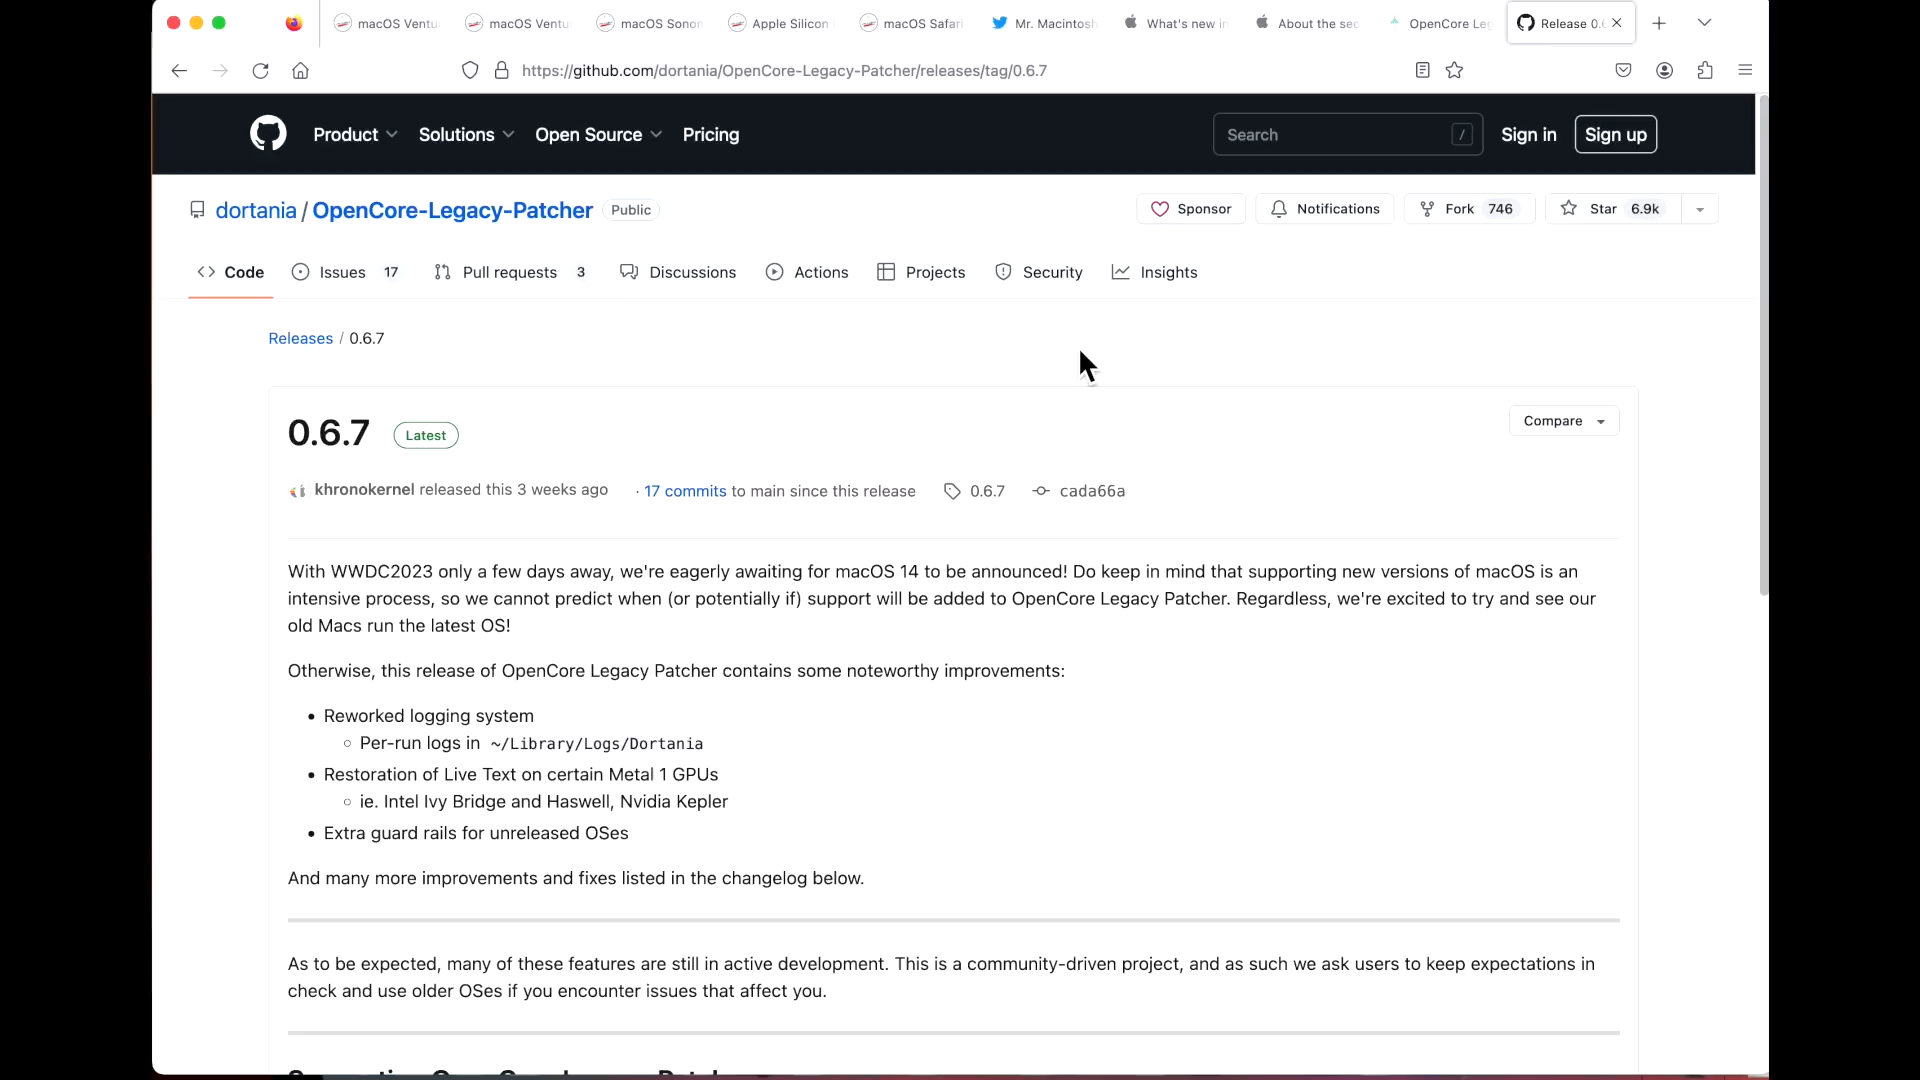 macOS Ventu
macOS Ventu
macOS Sonon
Apple Silicon
macOS Safari
Mr. Macintosh
What's new in
About the sec
OpenCore Leg
Release 0.6
https://github.com/dortania/OpenCore-Legacy-Patcher/releases/tag/0.6.7
Product
Solutions
Open Source
Pricing
Search /
Sign in
Sign up
dortania / OpenCore-Legacy-Patcher Public
Sponsor
Notifications
Fork 746
Star 6.9k
Code
Issues 17
Pull requests 3
Discussions
Actions
Projects
Security
Insights
Releases / 0.6.7
0.6.7 Latest
Compare
khronokernel released this 3 weeks ago · 17 commits to main since this release 0.6.7 cada66a
With WWDC2023 only a few days away, we're eagerly awaiting for macOS 14 to be announced! Do keep in mind that supporting new versions of macOS is an
intensive process, so we cannot predict when (or potentially if) support will be added to OpenCore Legacy Patcher. Regardless, we're excited to try and see our
old Macs run the latest OS!
Otherwise, this release of OpenCore Legacy Patcher contains some noteworthy improvements:
• Reworked logging system
◦ Per-run logs in ~/Library/Logs/Dortania
• Restoration of Live Text on certain Metal 1 GPUs
◦ ie. Intel Ivy Bridge and Haswell, Nvidia Kepler
• Extra guard rails for unreleased OSes
And many more improvements and fixes listed in the changelog below.
As to be expected, many of these features are still in active development. This is a community-driven project, and as such we ask users to keep expectations in
check and use older OSes if you encounter issues that affect you.